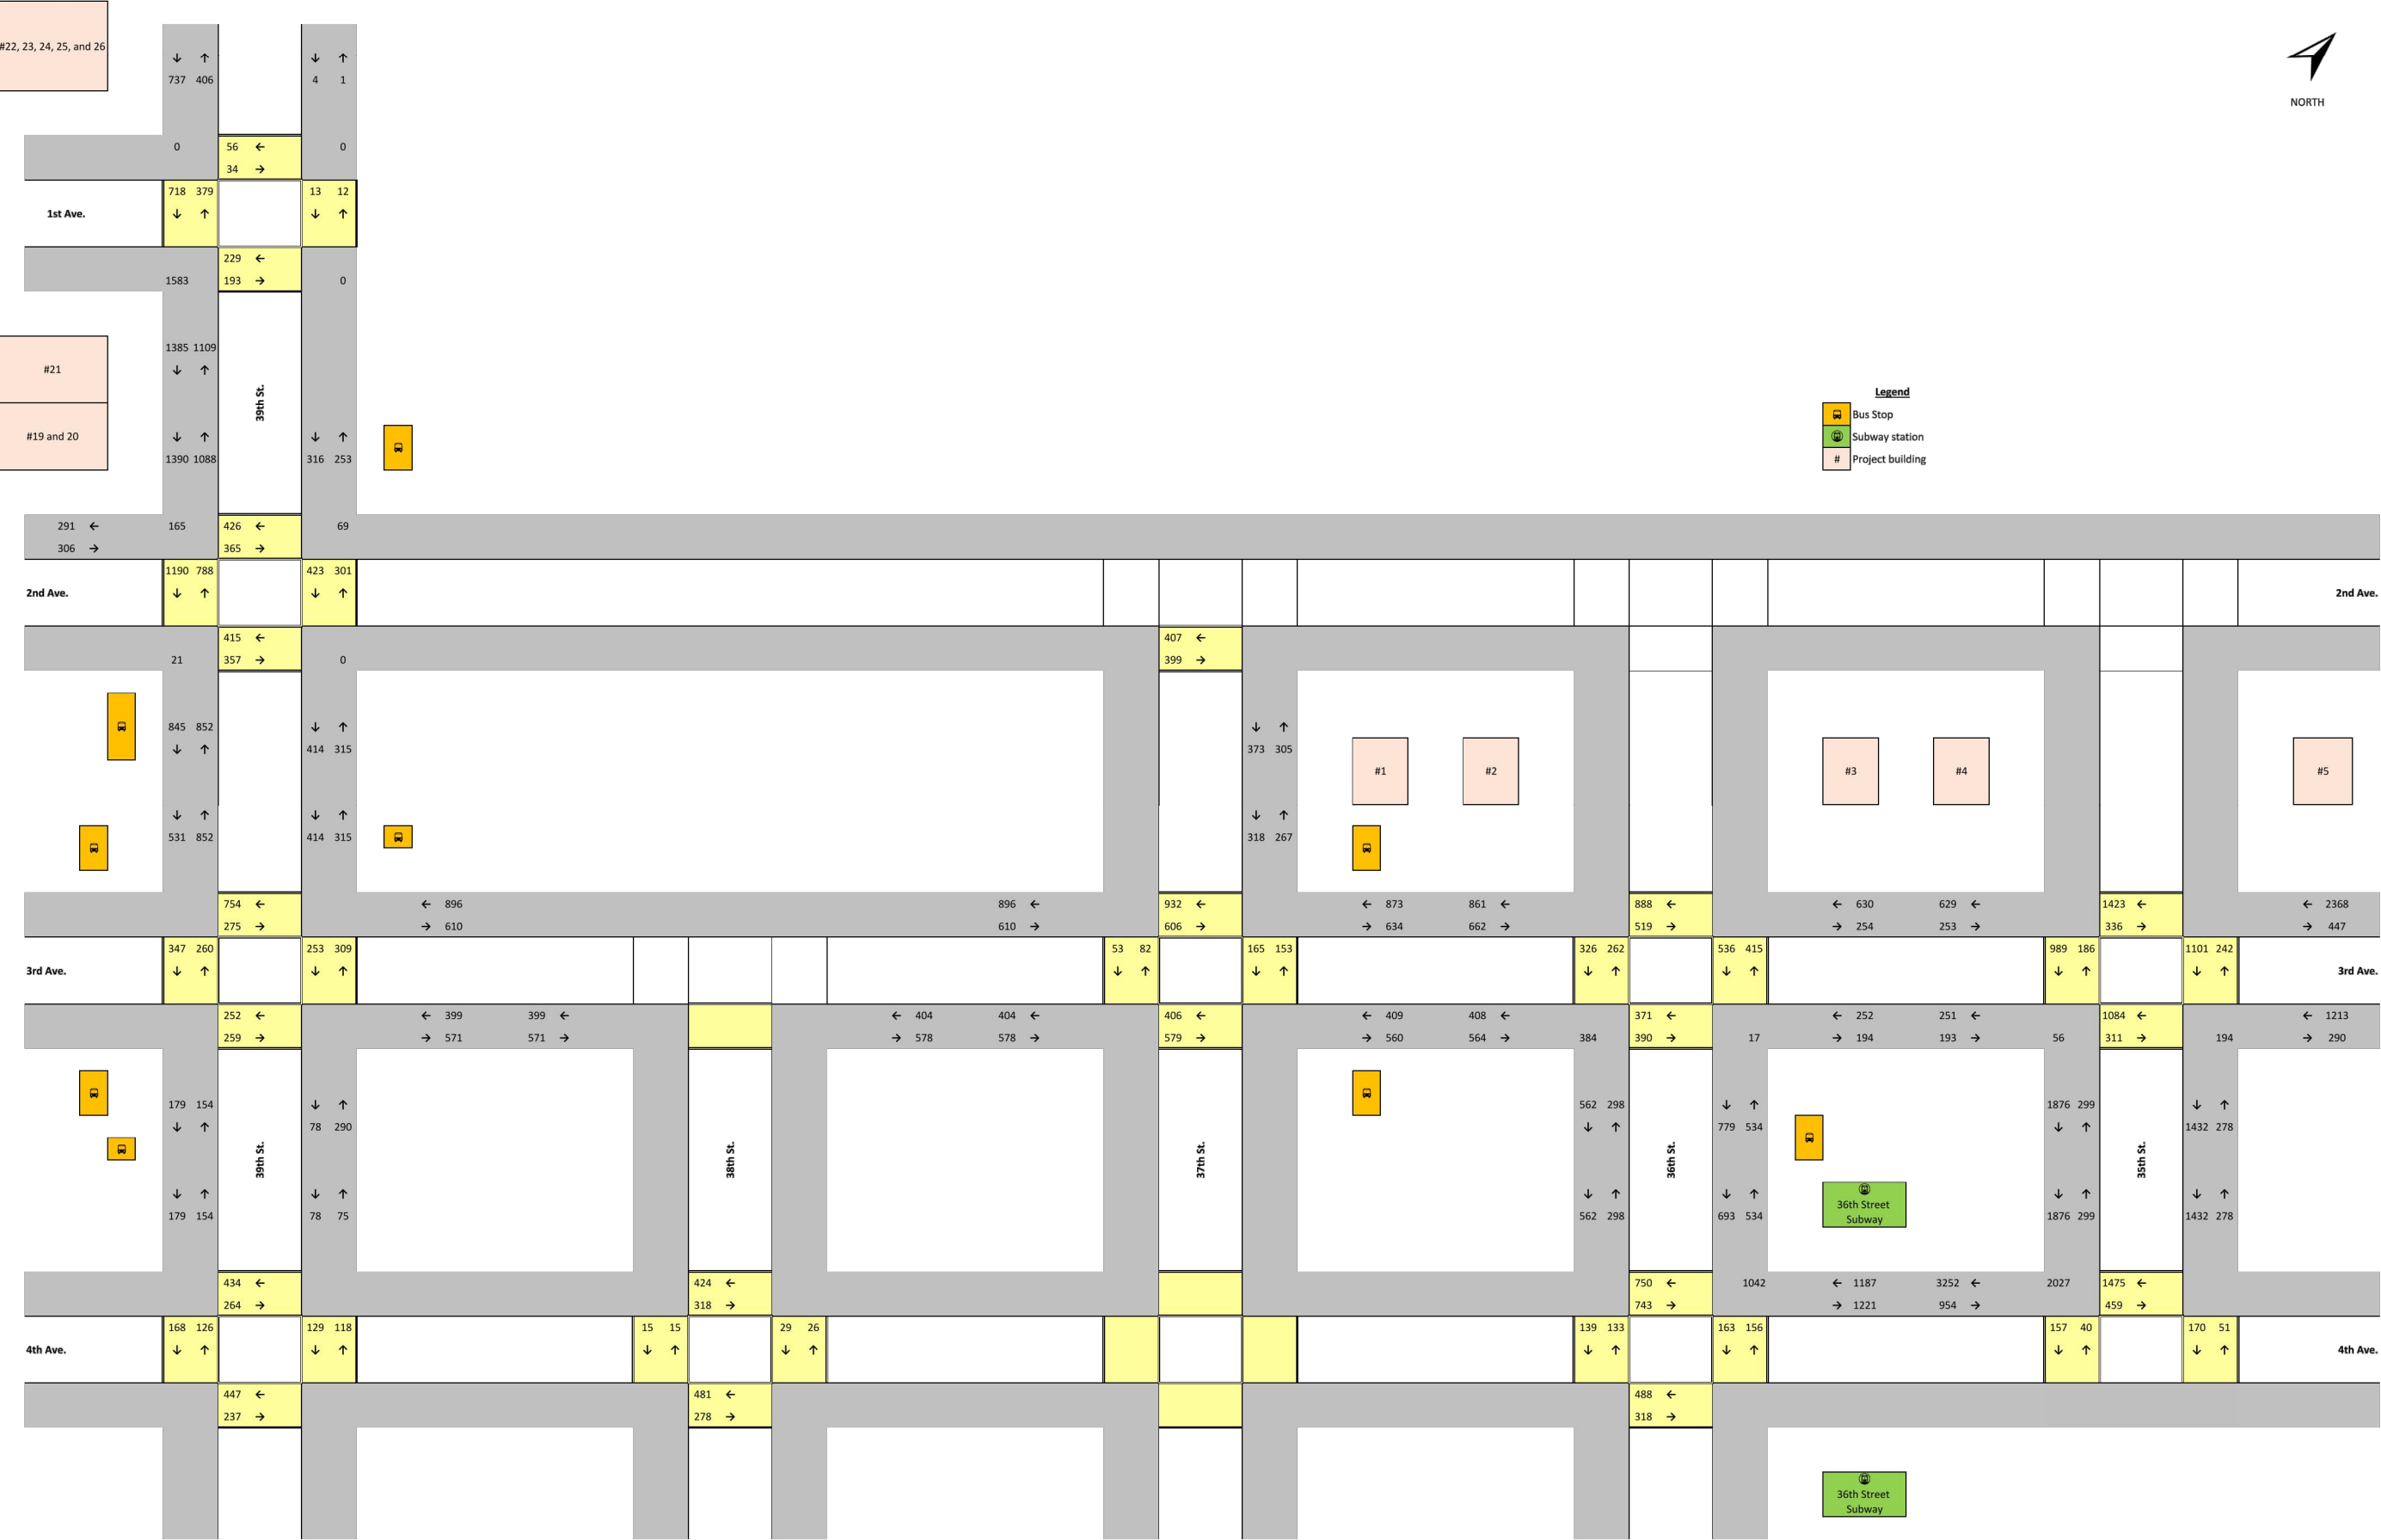 #22, 23, 24, 25, and 26
↓ ↑ ↓ ↑
737 406 4 1
NORTH
0 56 ← 0
34 →
718 379 13 12
1st Ave. ↓ ↑ ↓ ↑
229 ←
1583 193 → 0
1385 1109
#21 ↓ ↑
39th St.
Legend
Bus Stop
#19 and 20 ↓ ↑ ↓ ↑ Subway station
1390 1088 316 253 # Project building
291 ← 165 426 ← 69
306 → 365 →
1190 788 423 301
2nd Ave. ↓ ↑ ↓ ↑ 2nd Ave.
415 ← 407 ←
21 357 → 0 399 →
845 852 ↓ ↑ ↓ ↑
↓ ↑ 414 315 373 305
#1 #2 #3 #4 #5
↓ ↑ ↓ ↑ ↓ ↑
531 852 414 315 318 267
754 ← ← 896 896 ← 932 ← ← 873 861 ← 888 ← ← 630 629 ← 1423 ← ← 2368
275 → → 610 610 → 606 → → 634 662 → 519 → → 254 253 → 336 → → 447
347 260 253 309 53 82 165 153 326 262 536 415 989 186 1101 242
3rd Ave. ↓ ↑ ↓ ↑ ↓ ↑ ↓ ↑ ↓ ↑ ↓ ↑ ↓ ↑ ↓ ↑ 3rd Ave.
252 ← ← 399 399 ← ← 404 404 ← 406 ← ← 409 408 ← 371 ← ← 252 251 ← 1084 ← ← 1213
259 → → 571 571 → → 578 578 → 579 → → 560 564 → 384 390 → 17 → 194 193 → 56 311 → 194 → 290
179 154 ↓ ↑ 562 298 ↓ ↑ 1876 299 ↓ ↑
↓ ↑ 78 290 ↓ ↑ 779 534 ↓ ↑ 1432 278
39th St. 38th St. 37th St. 36th St. 35th St.
↓ ↑ ↓ ↑ ↓ ↑ ↓ ↑ 36th Street ↓ ↑ ↓ ↑
179 154 78 75 562 298 693 534 Subway 1876 299 1432 278
434 ← 424 ← 750 ← 1042 ← 1187 3252 ← 2027 1475 ←
264 → 318 → 743 → → 1221 954 → 459 →
168 126 129 118 15 15 29 26 139 133 163 156 157 40 170 51
4th Ave. ↓ ↑ ↓ ↑ ↓ ↑ ↓ ↑ ↓ ↑ ↓ ↑ ↓ ↑ ↓ ↑ 4th Ave.
447 ← 481 ← 488 ←
237 → 278 → 318 →
36th Street
Subway